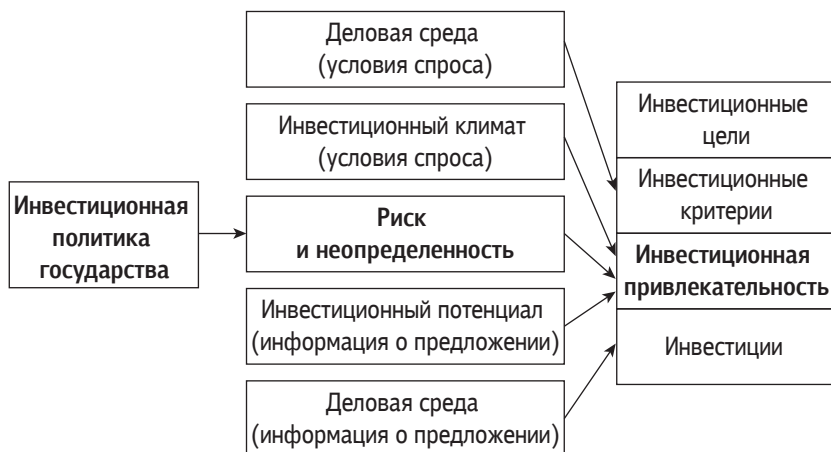 Инвестиционная
политика
государства
Деловая среда
(условия спроса)
Инвестиционный климат
(условия спроса)
Риск
и неопределенность
Инвестиционный потенциал
(информация о предложении)
Деловая среда
(информация о предложении)
Инвестиционные
цели
Инвестиционные
критерии
Инвестиционная
привлекательность
Инвестиции